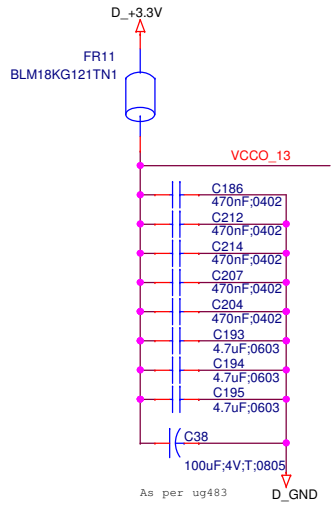 D_+3.3V
FR11
BLM18KG121TN1
VCCO_13
C186
470nF;0402
C212
470nF;0402
C214
470nF;0402
C207
470nF;0402
C204
470nF;0402
C193
4.7uF;0603
C194
4.7uF;0603
C195
4.7uF;0603
C38
100uF;4V;T;0805
As per ug483
D_GND